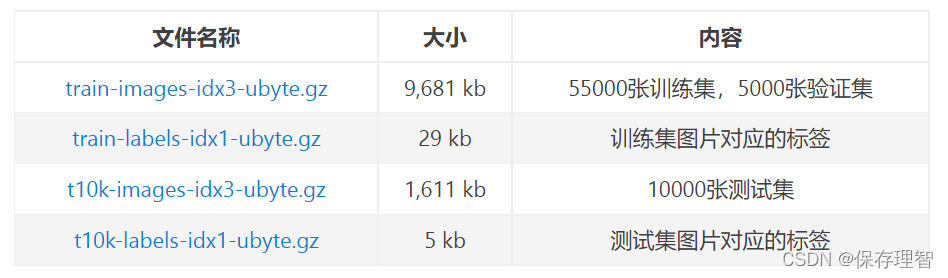 文件名称 大小 内容
train-images-idx3-ubyte.gz 9,681 kb 55000张训练集，5000张验证集
train-labels-idx1-ubyte.gz 29 kb 训练集图片对应的标签
t10k-images-idx3-ubyte.gz 1,611 kb 10000张测试集
t10k-labels-idx1-ubyte.gz 5 kb 测试集图片对应的标签
CSDN @保存理智